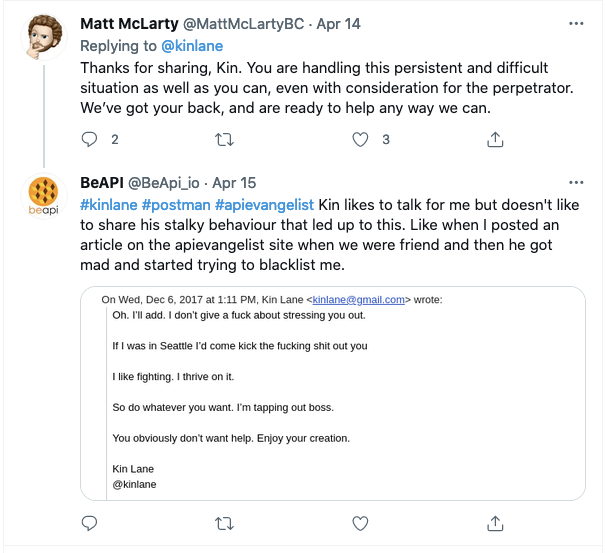 Matt McLarty @MattMcLartyBC · Apr 14
Replying to @kinlane
Thanks for sharing, Kin. You are handling this persistent and difficult
situation as well as you can, even with consideration for the perpetrator.
We've got your back, and are ready to help any way we can.
2
3
BeAPI @BeApi_io · Apr 15
beapi
#kinlane #postman #apievangelist Kin likes to talk for me but doesn't like
to share his stalky behaviour that led up to this. Like when I posted an
article on the apievangelist site when we were friend and then he got
mad and started trying to blacklist me.
On Wed, Dec 6, 2017 at 1:11 PM, Kin Lane <kinlane@gmail.com> wrote:
Oh. I'll add. I don't give a fuck about stressing you out.
If I was in Seattle I'd come kick the fucking shit out you
I like fighting. I thrive on it.
So do whatever you want. I'm tapping out boss.
You obviously don't want help. Enjoy your creation.
Kin Lane
@kinlane